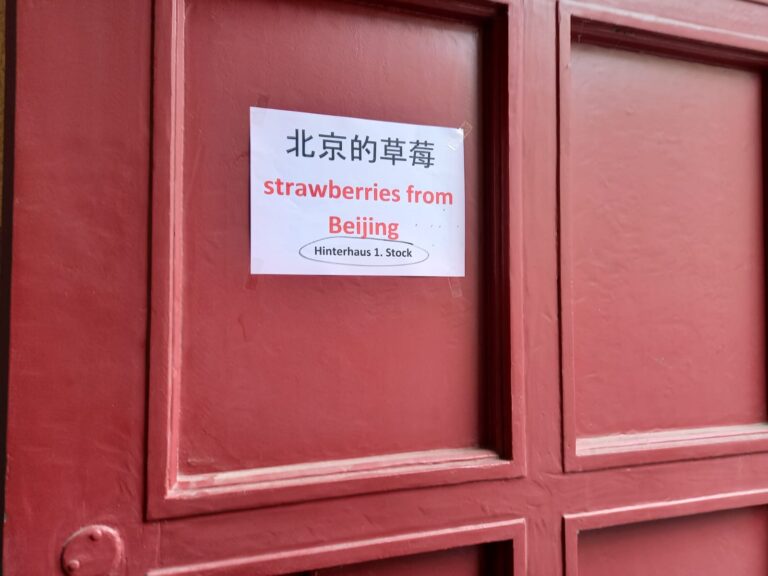 北京的草莓
strawberries from
Beijing
Hinterhaus 1. Stock